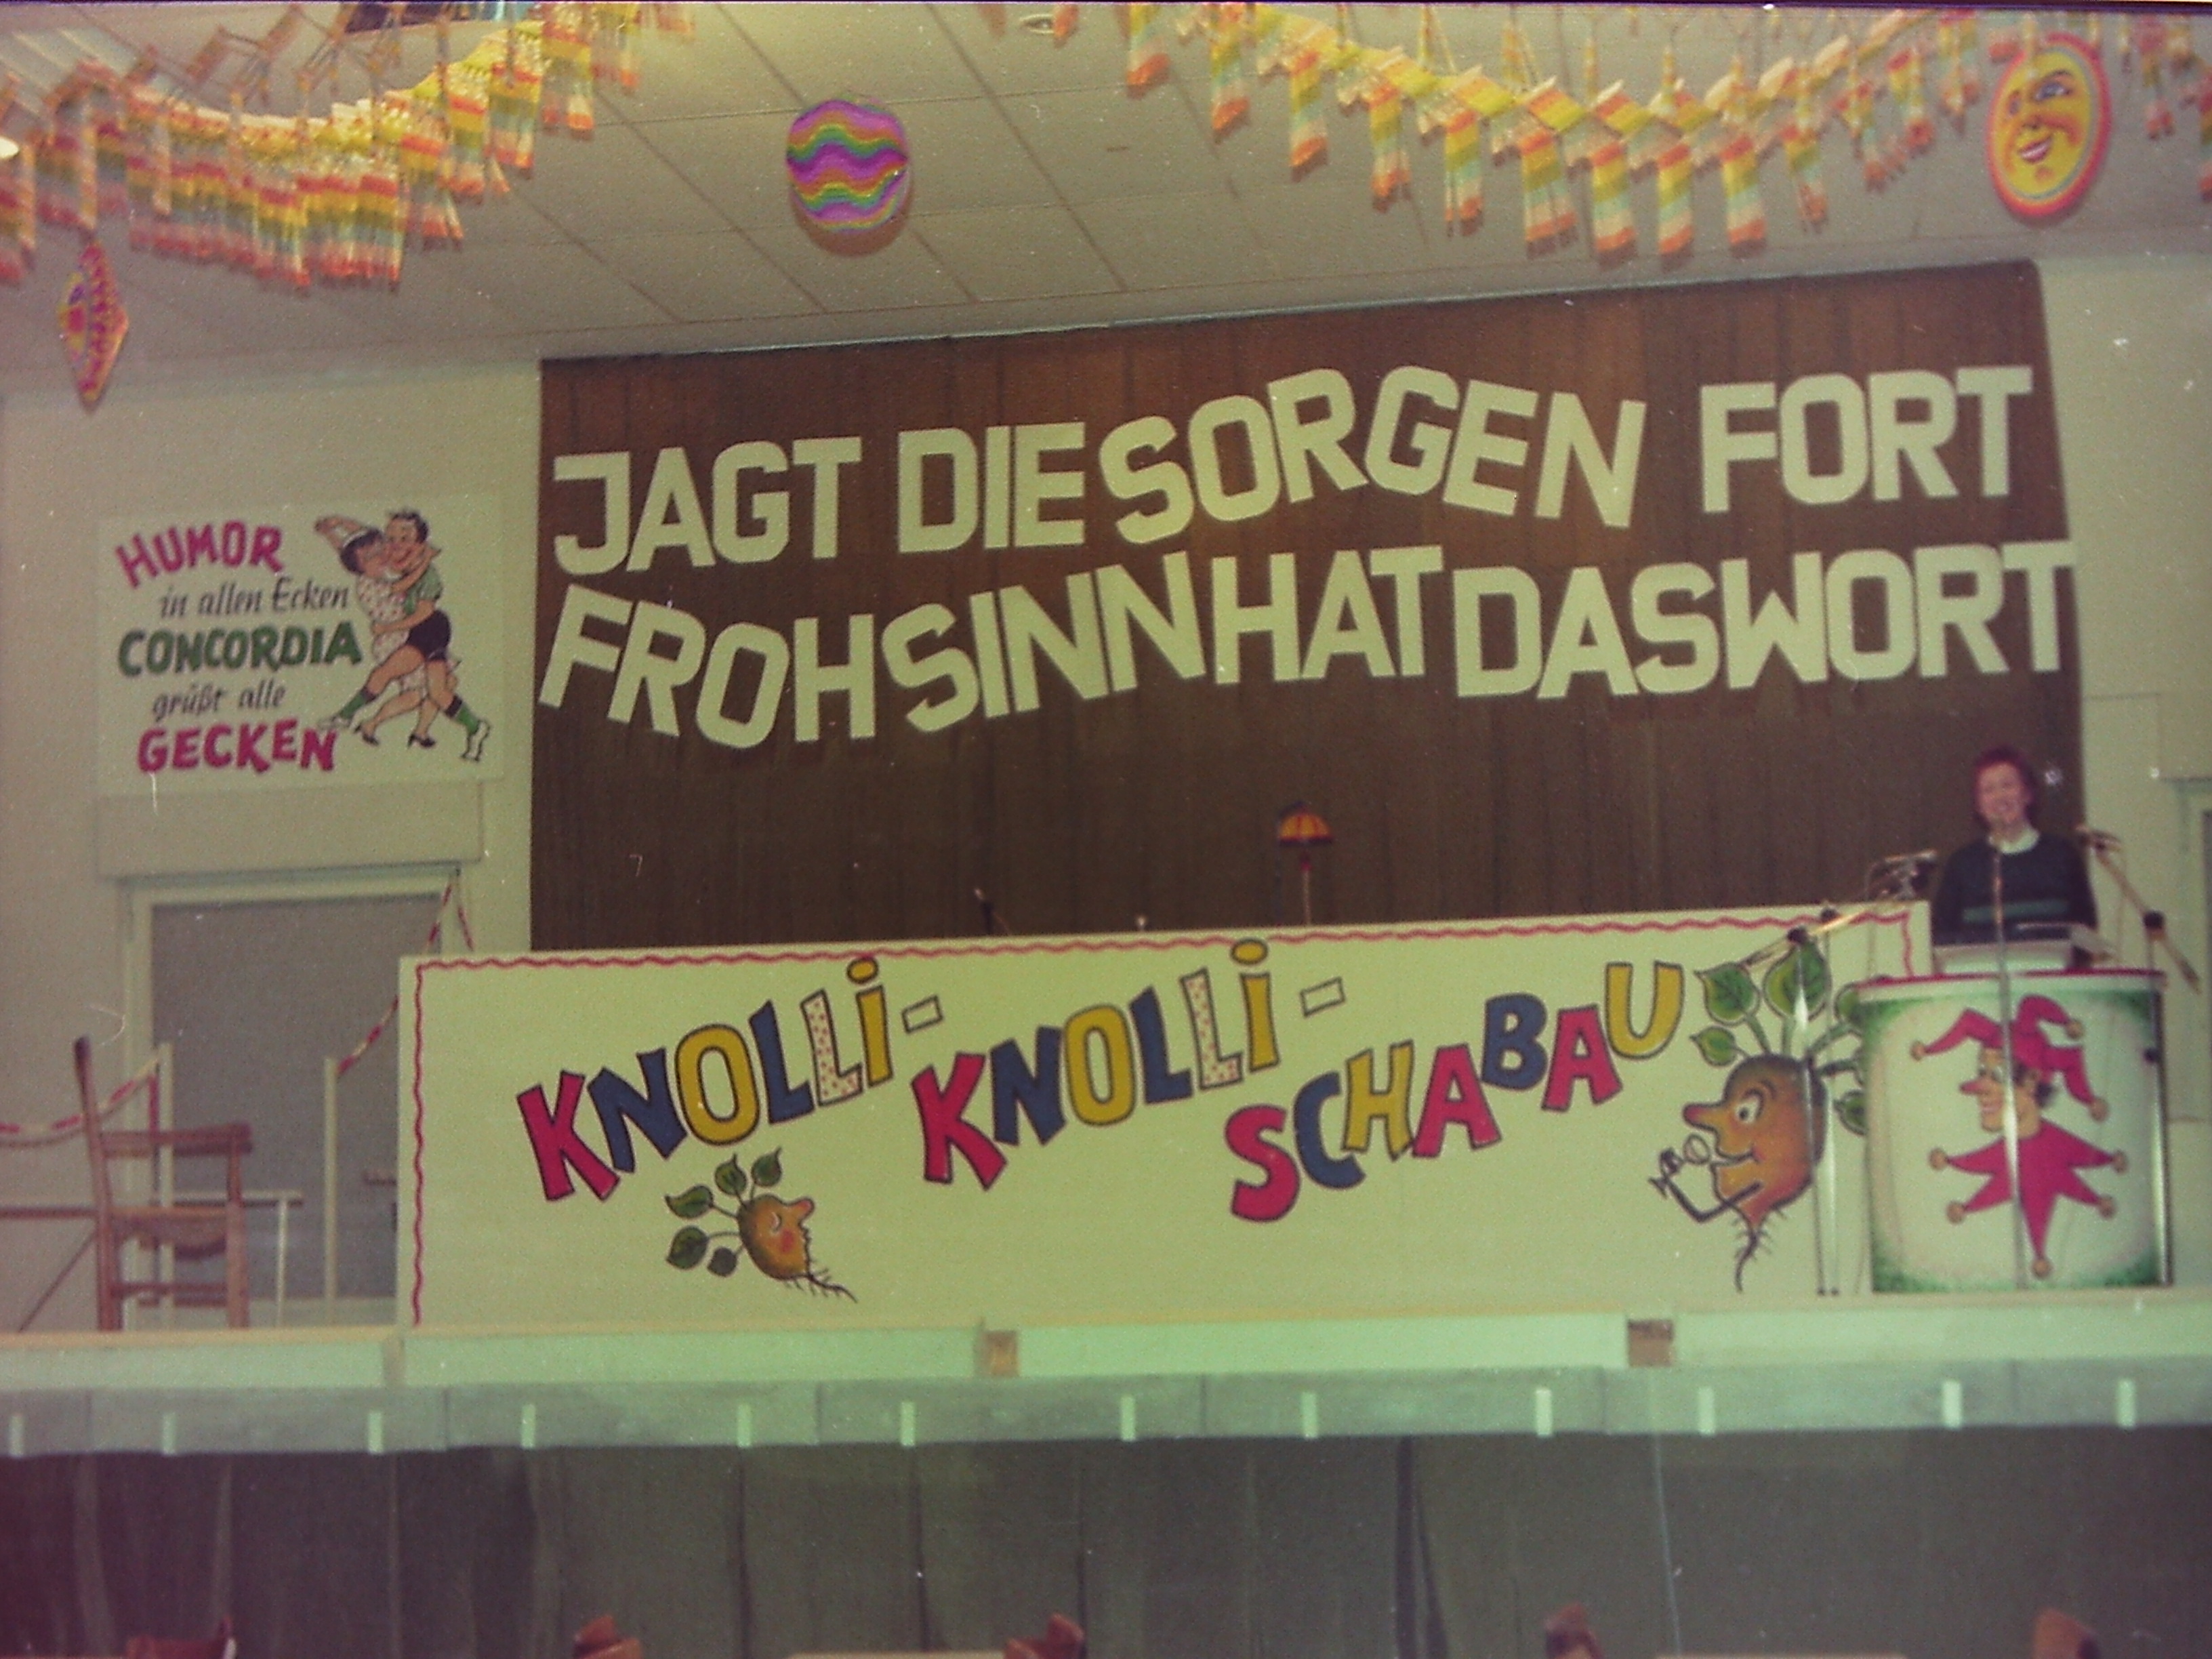 JAGT DIE SORGEN FORT
FROHSINN HAT DAS WORT
HUMOR
in allen Ecken
CONCORDIA
grüßt alle
GECKEN
KNOLLI-KNOLLI-SCHABAU